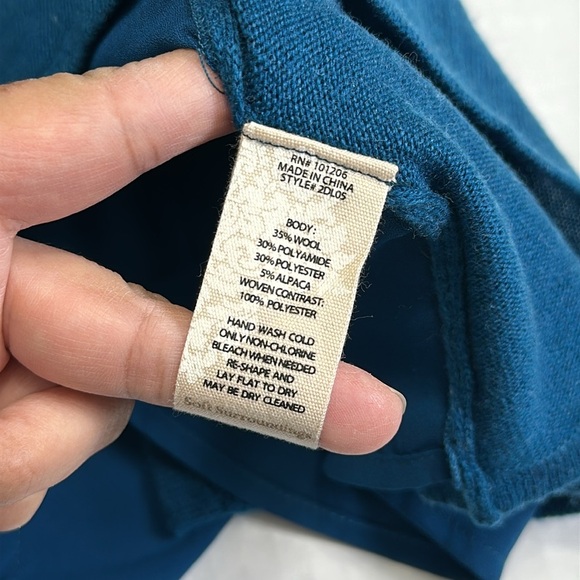 RN# 101206
MADE IN CHINA
STYLE# 2DL05
BODY:
35% WOOL
30% POLYAMIDE
30% POLYESTER
5% ALPACA
WOVEN CONTRAST:
100% POLYESTER
HAND WASH COLD
ONLY NON-CHLORINE
BLEACH WHEN NEEDED
RE-SHAPE AND
LAY FLAT TO DRY
MAY BE DRY CLEANED
Soft Surroundings